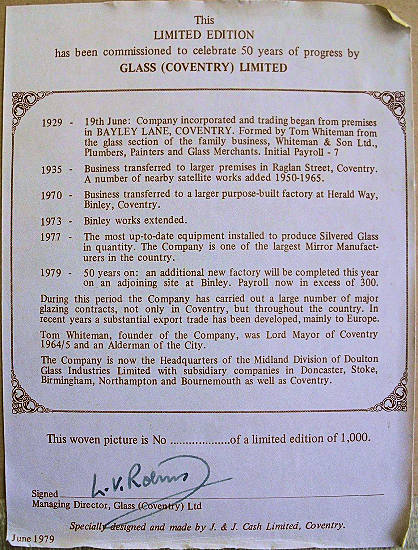 This
LIMITED EDITION
has been commissioned to celebrate 50 years of progress by
GLASS (COVENTRY) LIMITED
1929 - 19th June: Company incorporated and trading began from premises
in BAYLEY LANE, COVENTRY. Formed by Tom Whiteman from
the glass section of the family business, Whiteman & Son Ltd.,
Plumbers, Painters and Glass Merchants. Initial Payroll - 7
1935 - Business transferred to larger premises in Raglan Street, Coventry.
A number of nearby satellite works added 1950-1965.
1970 - Business transferred to a larger purpose-built factory at Herald Way,
Binley, Coventry.
1973 - Binley works extended.
1977 - The most up-to-date equipment installed to produce Silvered Glass
in quantity. The Company is one of the largest Mirror Manufact-
urers in the country.
1979 - 50 years on: an additional new factory will be completed this year
on an adjoining site at Binley. Payroll now in excess of 300.
During this period the Company has carried out a large number of major
glazing contracts, not only in Coventry, but throughout the country. In
recent years a substantial export trade has been developed, mainly to Europe.
Tom Whiteman, founder of the Company, was Lord Mayor of Coventry
1964/5 and an Alderman of the City.
The Company is now the Headquarters of the Midland Division of Doulton
Glass Industries Limited with subsidiary companies in Doncaster, Stoke,
Birmingham, Northampton and Bournemouth as well as Coventry.
This woven picture is No ..................of a limited edition of 1,000.
Signed
Managing Director, Glass (Coventry) Ltd
Specially designed and made by J. & J. Cash Limited, Coventry.
June 1979